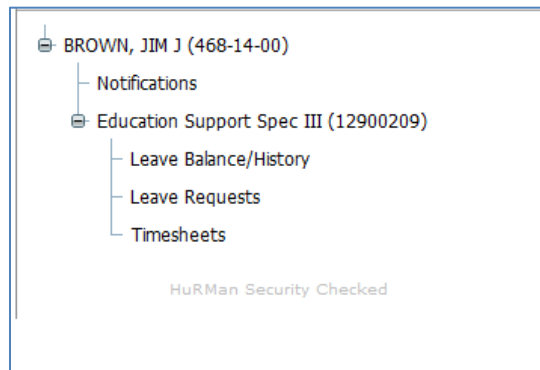 BROWN, JIM J (468-14-00)
Notifications
Education Support Spec III (12900209)
Leave Balance/History
Leave Requests
Timesheets
HuRMan Security Checked